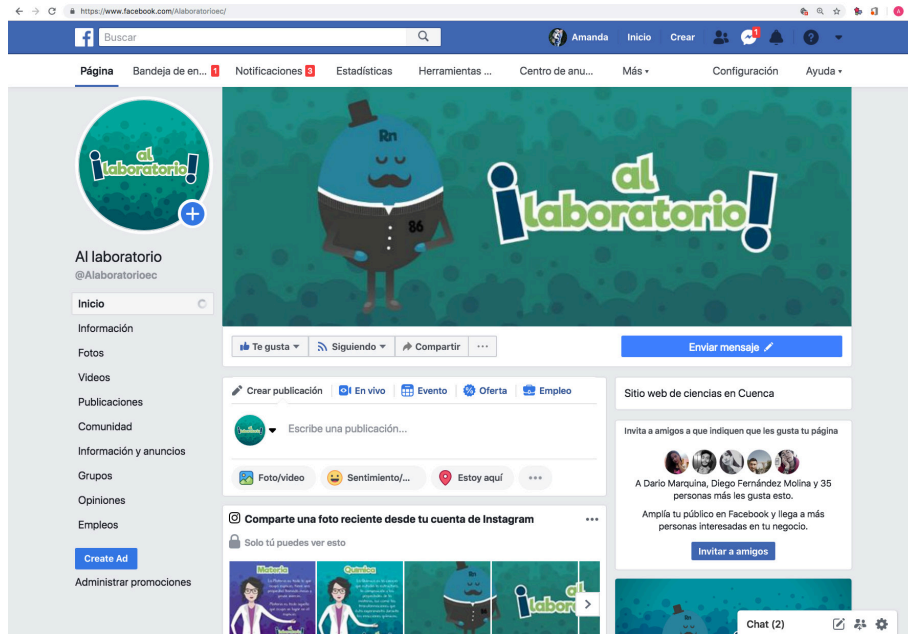 https://www.facebook.com/Alaboratorioec/
Buscar
Amanda
Inicio
Crear
1
Página
Bandeja de en... 1
Notificaciones 3
Estadísticas
Herramientas ...
Centro de anu...
Más
Configuración
Ayuda
¡al laboratorio!
Al laboratorio
@Alaboratorioec
Inicio
Información
Fotos
Videos
Publicaciones
Comunidad
Información y anuncios
Grupos
Opiniones
Empleos
Create Ad
Administrar promociones
Rn
86
al
¡laboratorio!
Te gusta
Siguiendo
Compartir
Enviar mensaje
Crear publicación
En vivo
Evento
Oferta
Empleo
Escribe una publicación...
Foto/video
Sentimiento/...
Estoy aquí
Comparte una foto reciente desde tu cuenta de Instagram
Solo tú puedes ver esto
Materia
Química
Sitio web de ciencias en Cuenca
Invita a amigos a que indiquen que les gusta tu página
A Dario Marquina, Diego Fernández Molina y 35
personas más les gusta esto.
Amplía tu público en Facebook y llega a más
personas interesadas en tu negocio.
Invitar a amigos
Chat (2)